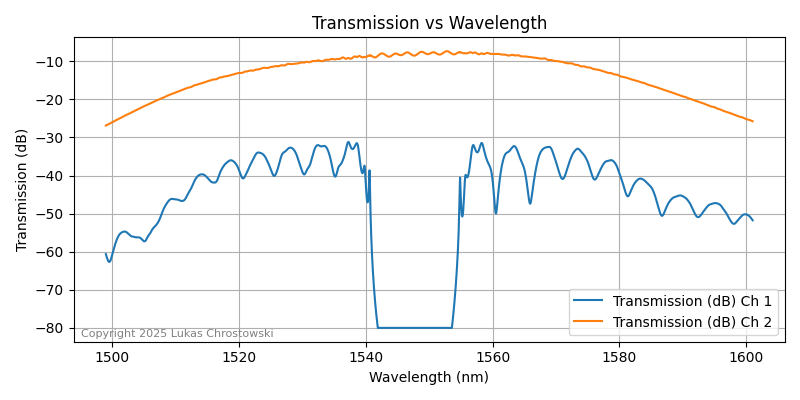 Transmission vs Wavelength
Transmission (dB)
−10
−20
−30
−40
−50
−60
−70
−80
Transmission (dB) Ch 1
Transmission (dB) Ch 2
Copyright 2025 Lukas Chrostowski
1500
1520
1540
1560
1580
1600
Wavelength (nm)